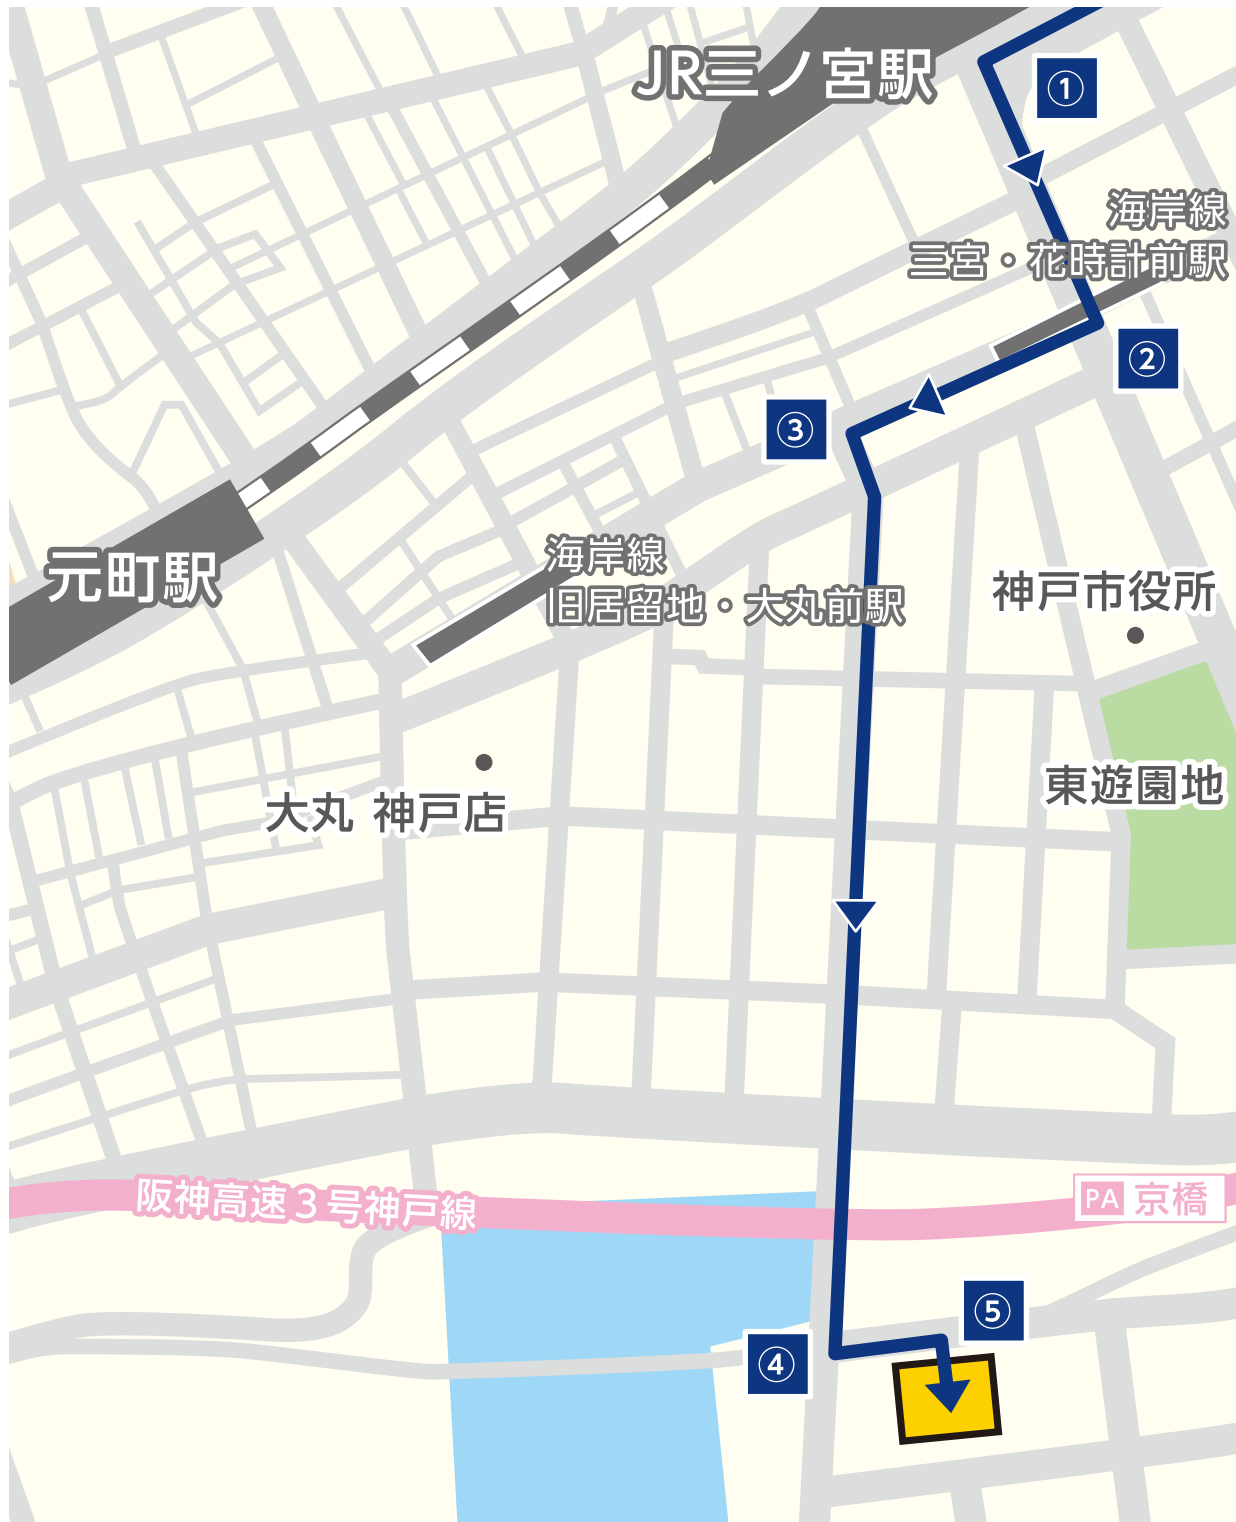 JR三ノ宮駅
①
海岸線
三宮・花時計前駅
②
③
元町駅
海岸線
旧居留地・大丸前駅
神戸市役所
東遊園地
大丸 神戸店
阪神高速3号神戸線
PA 京橋
⑤
④